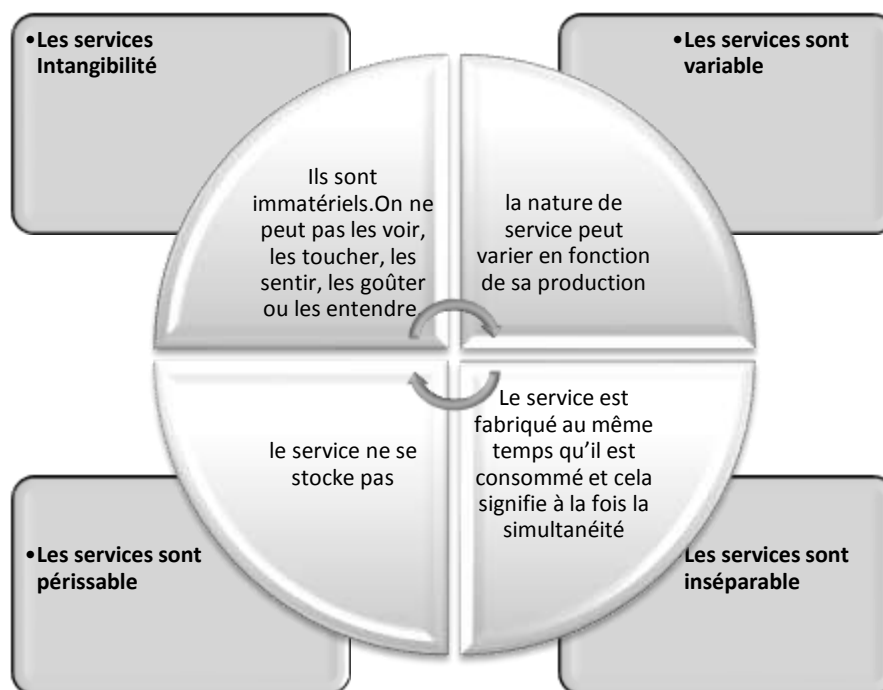 •Les services
Intangibilité
•Les services sont
variable
Ils sont
immatériels.On ne
peut pas les voir,
les toucher, les
sentir, les goûter
ou les entendre
la nature de
service peut
varier en fonction
de sa production
le service ne se
stocke pas
Le service est
fabriqué au même
temps qu’il est
consommé et cela
signifie à la fois la
simultanéité
•Les services sont
périssable
Les services sont
inséparable